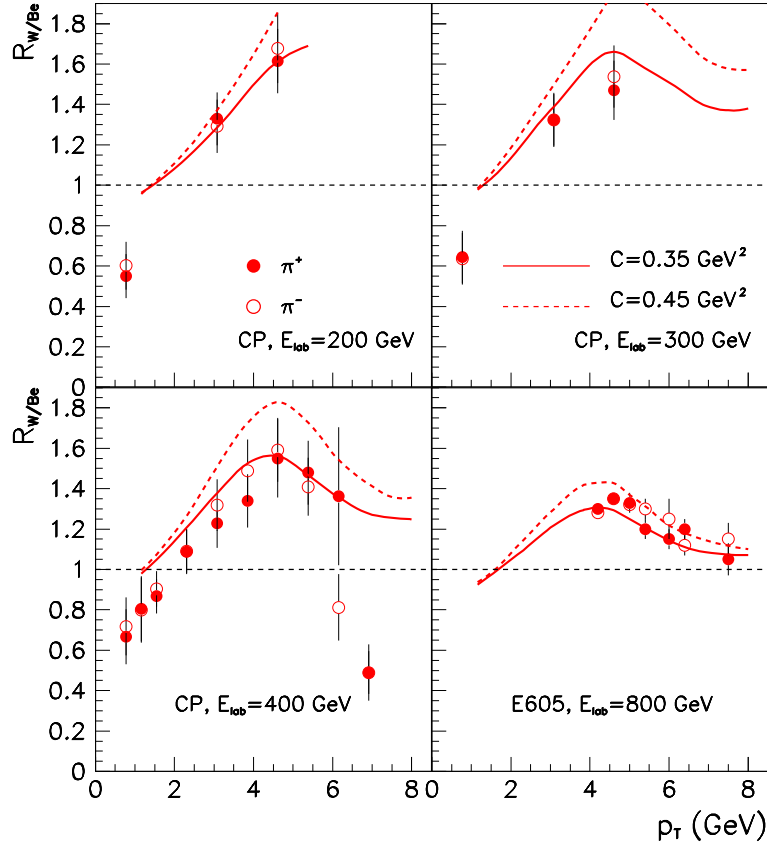 R_W/Be
1.8
1.6
1.4
1.2
1
0.8
0.6
0.4
0.2
0
π⁺
π⁻
CP, E_lab=200 GeV
C=0.35 GeV²
C=0.45 GeV²
CP, E_lab=300 GeV
R_W/Be
1.8
1.6
1.4
1.2
1
0.8
0.6
0.4
0.2
0
CP, E_lab=400 GeV
E605, E_lab=800 GeV
0 2 4 6 8 0 2 4 6 8
p_T (GeV)